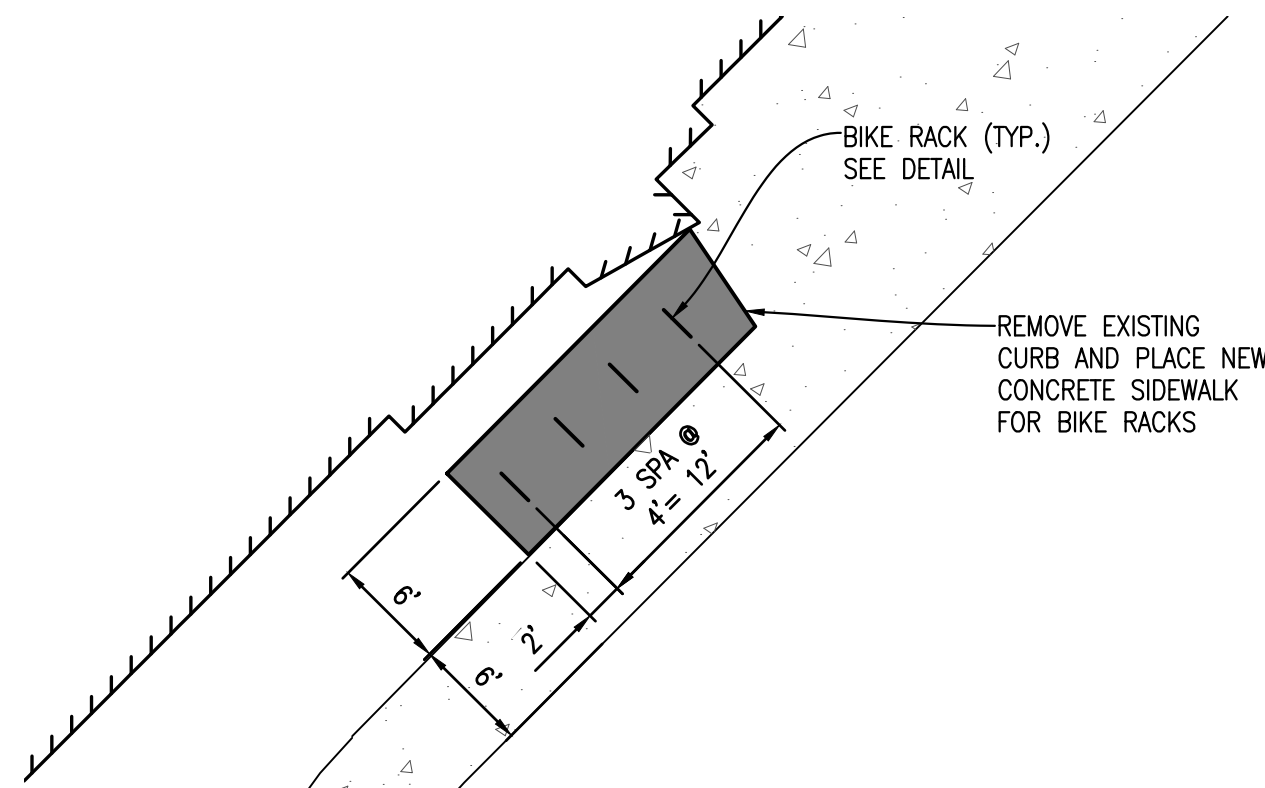 BIKE RACK (TYP.)
SEE DETAIL
REMOVE EXISTING
CURB AND PLACE NEW
CONCRETE SIDEWALK
FOR BIKE RACKS
3 SPA @
4'= 12'
6'
2'
6'